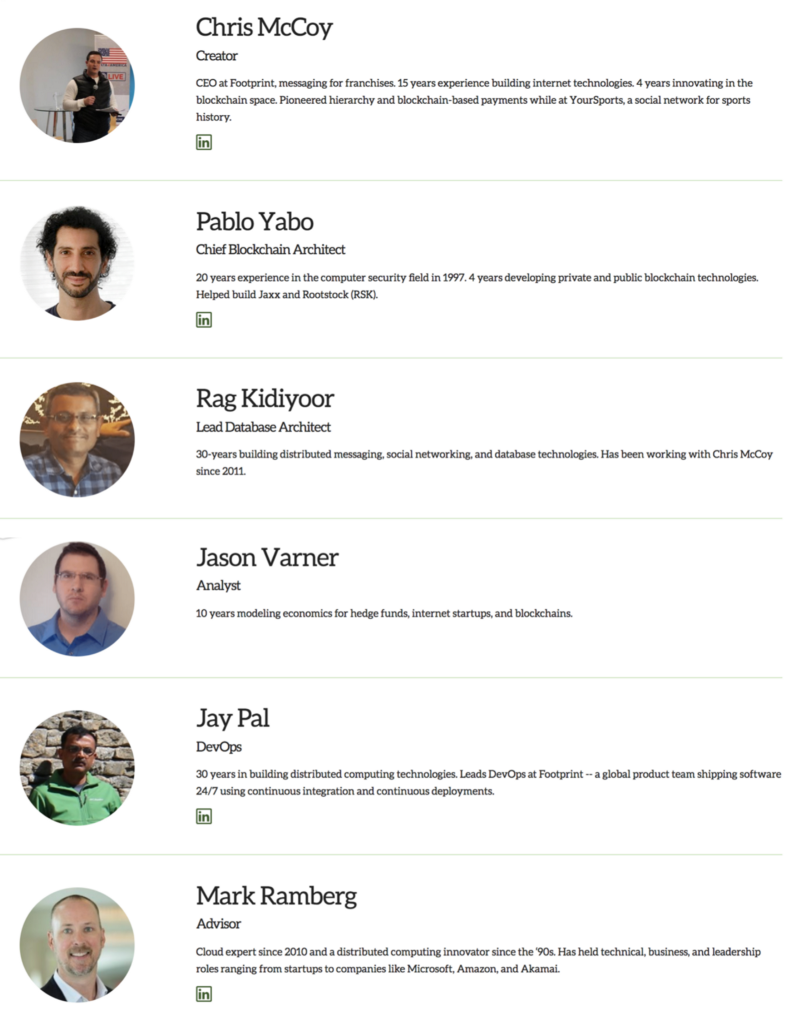 Chris McCoy
Creator
CEO at Footprint, messaging for franchises. 15 years experience building internet technologies. 4 years innovating in the
blockchain space. Pioneered hierarchy and blockchain-based payments while at YourSports, a social network for sports
history.
LIVE
in
Pablo Yabo
Chief Blockchain Architect
20 years experience in the computer security field in 1997. 4 years developing private and public blockchain technologies.
Helped build Jaxx and Rootstock (RSK).
in
Rag Kidiyoor
Lead Database Architect
30-years building distributed messaging, social networking, and database technologies. Has been working with Chris McCoy
since 2011.
Jason Varner
Analyst
10 years modeling economics for hedge funds, internet startups, and blockchains.
Jay Pal
DevOps
30 years in building distributed computing technologies. Leads DevOps at Footprint -- a global product team shipping software
24/7 using continuous integration and continuous deployments.
in
Mark Ramberg
Advisor
Cloud expert since 2010 and a distributed computing innovator since the '90s. Has held technical, business, and leadership
roles ranging from startups to companies like Microsoft, Amazon, and Akamai.
in